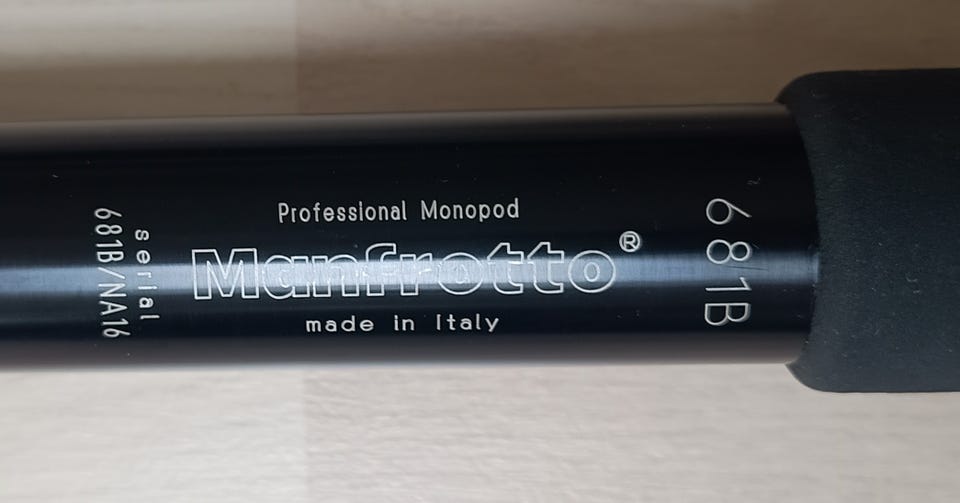 serial
681B/NA16
Professional Monopod
Manfrotto®
made in Italy
681B